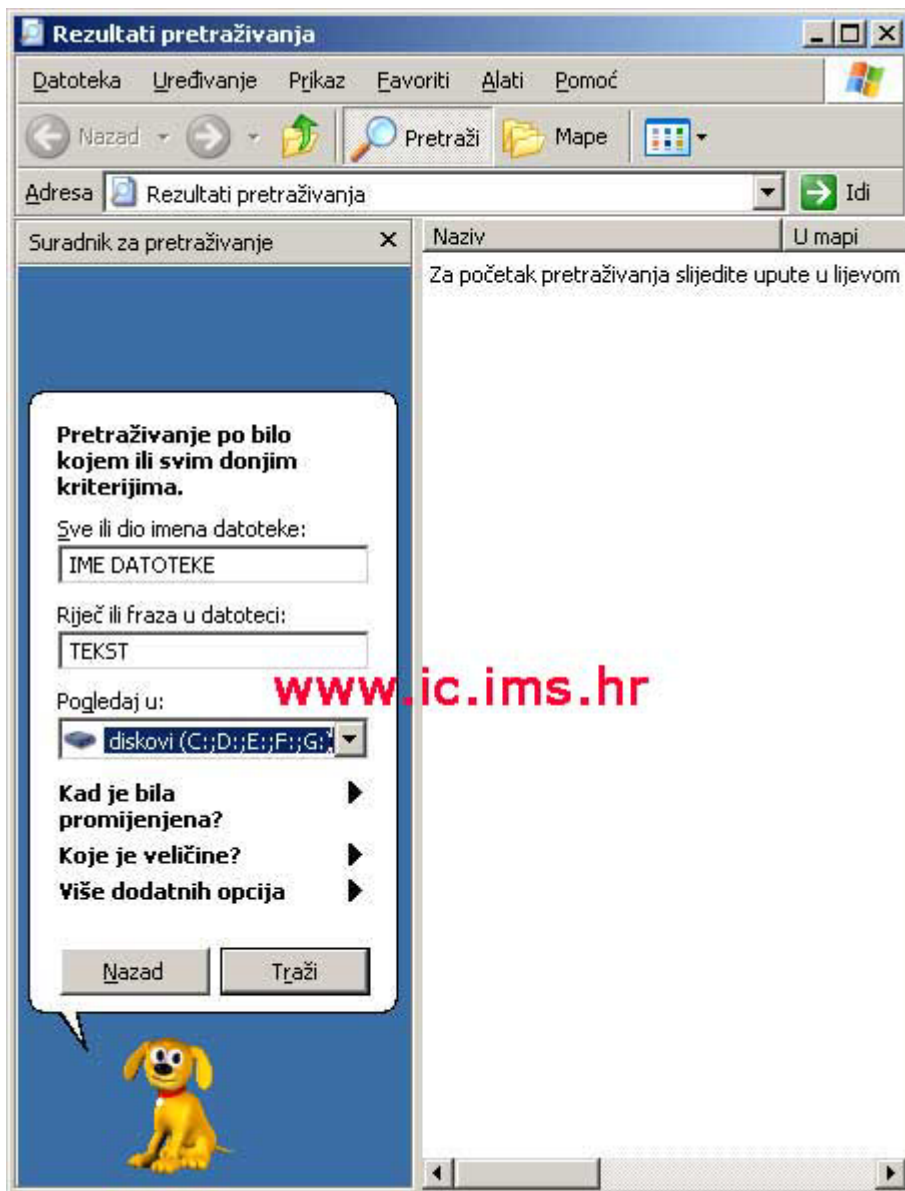 Rezultati pretraživanja
Datoteka Uređivanje Prikaz Favoriti Alati Pomoć
Nazad Pretraži Mape
Adresa Rezultati pretraživanja Idi
Suradnik za pretraživanje
Naziv U mapi
Za početak pretraživanja slijedite upute u lijevom
Pretraživanje po bilo
kojem ili svim donjim
kriterijima.
Sve ili dio imena datoteke:
IME DATOTEKE
Riječ ili fraza u datoteci:
TEKST
www.ic.ims.hr
Pogledaj u:
diskovi (C:;D:;E:;F:;G:)
Kad je bila
promijenjena?
Koje je veličine?
Više dodatnih opcija
Nazad Traži